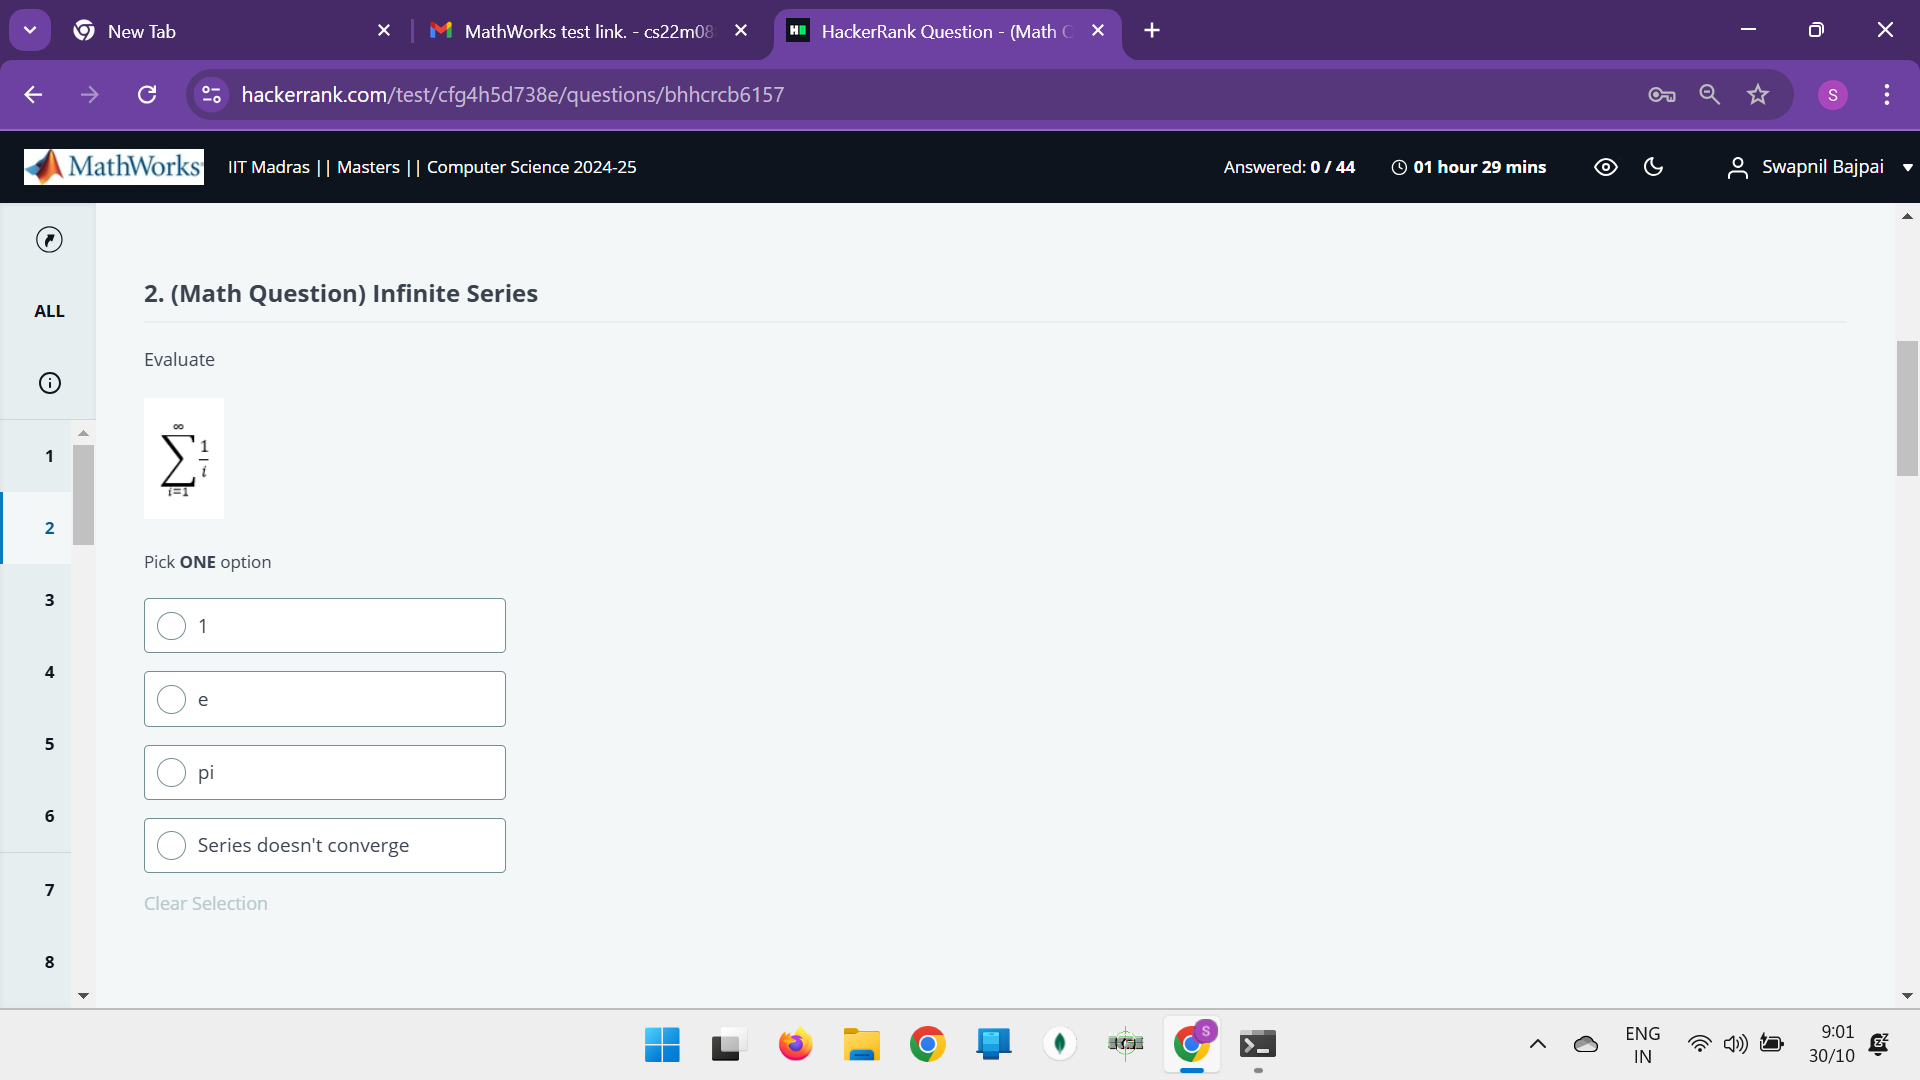 New Tab
MathWorks test link. - cs22m08
HackerRank Question - (Math
hackerrank.com/test/cfg4h5d738e/questions/bhhcrcb6157
S
MathWorks
IIT Madras || Masters || Computer Science 2024-25
Answered: 0 / 44
01 hour 29 mins
Swapnil Bajpai
ALL
1
2
3
4
5
6
7
8
2. (Math Question) Infinite Series
Evaluate
∞
∑ 1/i
i=1
Pick ONE option
1
e
pi
Series doesn't converge
Clear Selection
S
ENG
IN
9:01
30/10